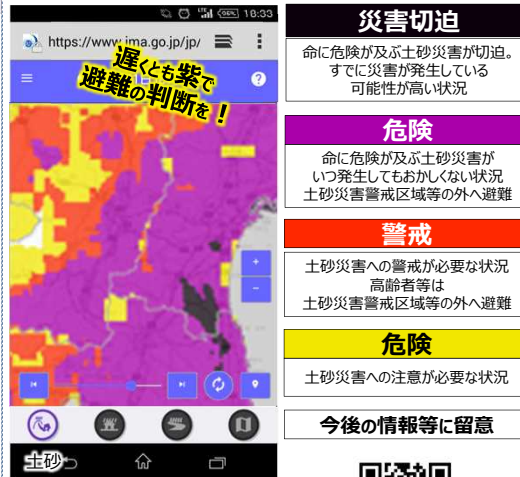 18:33
https://www.jma.go.jp/jp/
遅くとも紫で
避難の判断を！
土砂
災害切迫
命に危険が及ぶ土砂災害が切迫。
すでに災害が発生している
可能性が高い状況
危険
命に危険が及ぶ土砂災害が
いつ発生してもおかしくない状況
土砂災害警戒区域等の外へ避難
警戒
土砂災害への警戒が必要な状況
高齢者等は
土砂災害警戒区域等の外へ避難
危険
土砂災害への注意が必要な状況
今後の情報等に留意